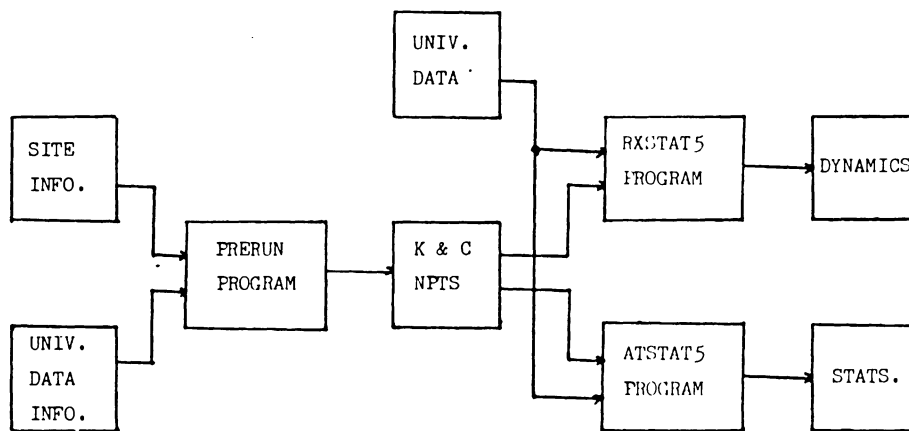 UNIV.
DATA
SITE
INFO.
RXSTAT5
PROGRAM
DYNAMICS
PRERUN
PROGRAM
K & C
NPTS
UNIV.
DATA
INFO.
ATSTAT5
PROGRAM
STATS.